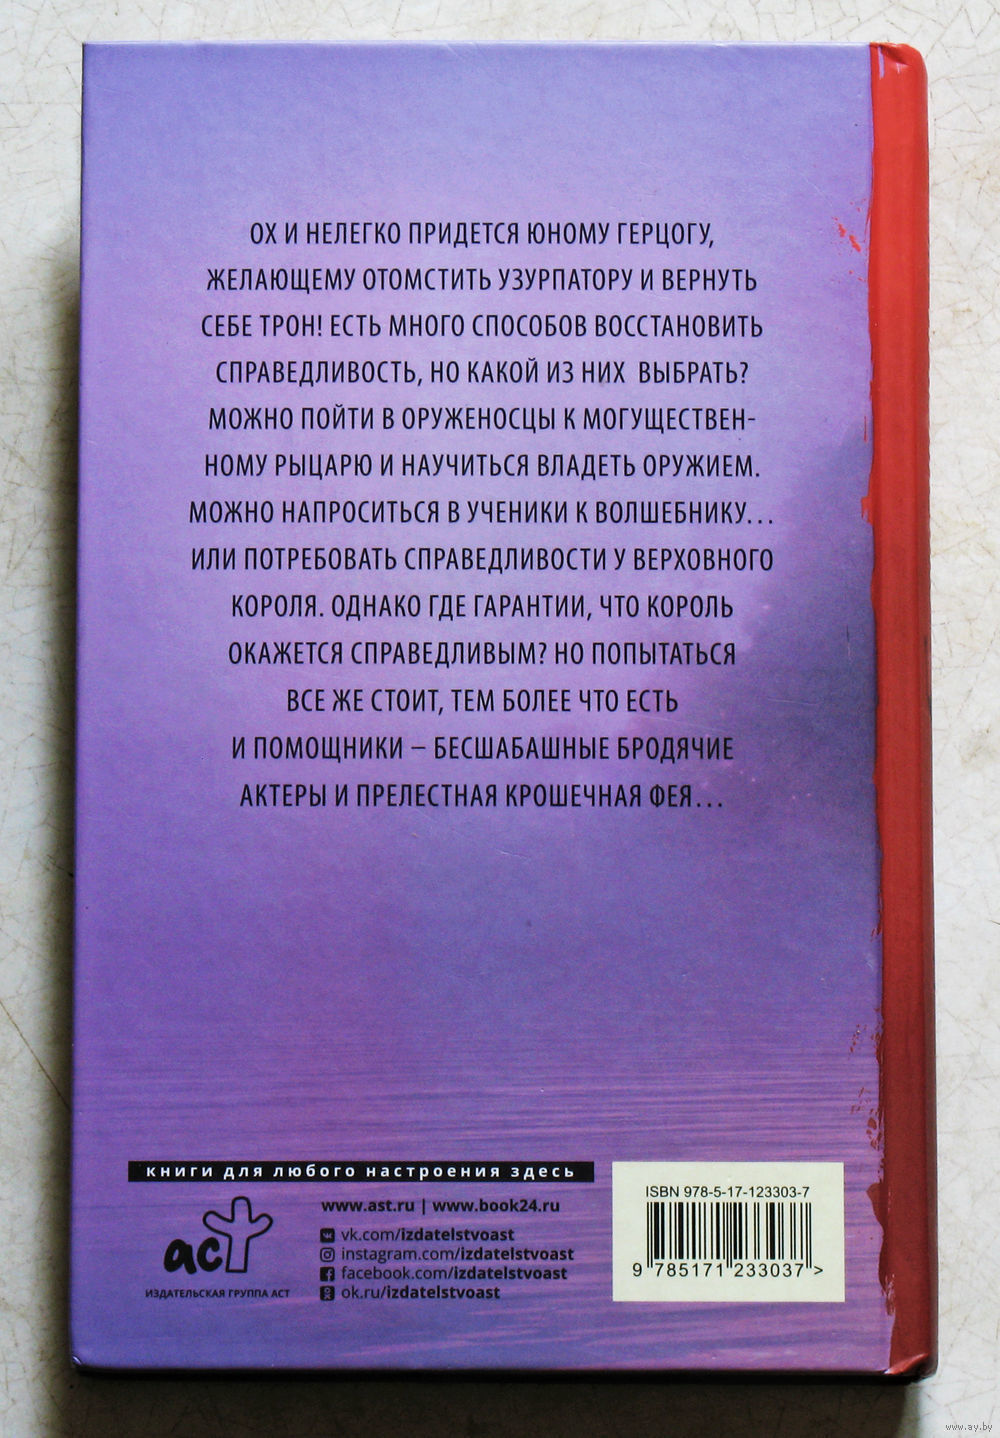 ОХ И НЕЛЕГКО ПРИДЕТСЯ ЮНОМУ ГЕРЦОГУ,
ЖЕЛАЮЩЕМУ ОТОМСТИТЬ УЗУРПАТОРУ И ВЕРНУТЬ
СЕБЕ ТРОН! ЕСТЬ МНОГО СПОСОБОВ ВОССТАНОВИТЬ
СПРАВЕДЛИВОСТЬ, НО КАКОЙ ИЗ НИХ ВЫБРАТЬ?
МОЖНО ПОЙТИ В ОРУЖЕНОСЦЫ К МОГУЩЕСТВЕН-
НОМУ РЫЦАРЮ И НАУЧИТЬСЯ ВЛАДЕТЬ ОРУЖИЕМ.
МОЖНО НАПРОСИТЬСЯ В УЧЕНИКИ К ВОЛШЕБНИКУ...
ИЛИ ПОТРЕБОВАТЬ СПРАВЕДЛИВОСТИ У ВЕРХОВНОГО
КОРОЛЯ. ОДНАКО ГДЕ ГАРАНТИИ, ЧТО КОРОЛЬ
ОКАЖЕТСЯ СПРАВЕДЛИВЫМ? НО ПОПЫТАТЬСЯ
ВСЕ ЖЕ СТОИТ, ТЕМ БОЛЕЕ ЧТО ЕСТЬ
И ПОМОЩНИКИ – БЕСШАБАШНЫЕ БРОДЯЧИЕ
АКТЕРЫ И ПРЕЛЕСТНАЯ КРОШЕЧНАЯ ФЕЯ...
книги для любого настроения здесь
аст
ИЗДАТЕЛЬСКАЯ ГРУППА АСТ
www.ast.ru | www.book24.ru
vk.com/izdatelstvoast
instagram.com/izdatelstvoast
facebook.com/izdatelstvoast
ok.ru/izdatelstvoast
ISBN 978-5-17-123303-7
9 785171 233037 >
www.ay.by